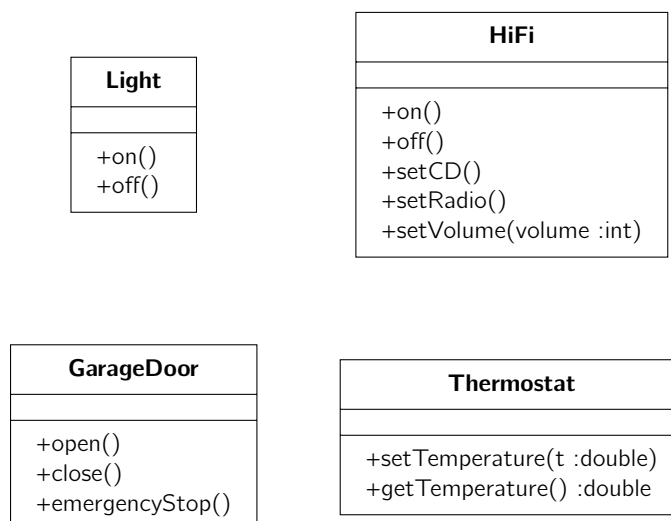 Light
+on()
+off()
HiFi
+on()
+off()
+setCD()
+setRadio()
+setVolume(volume :int)
GarageDoor
+open()
+close()
+emergencyStop()
Thermostat
+setTemperature(t :double)
+getTemperature() :double